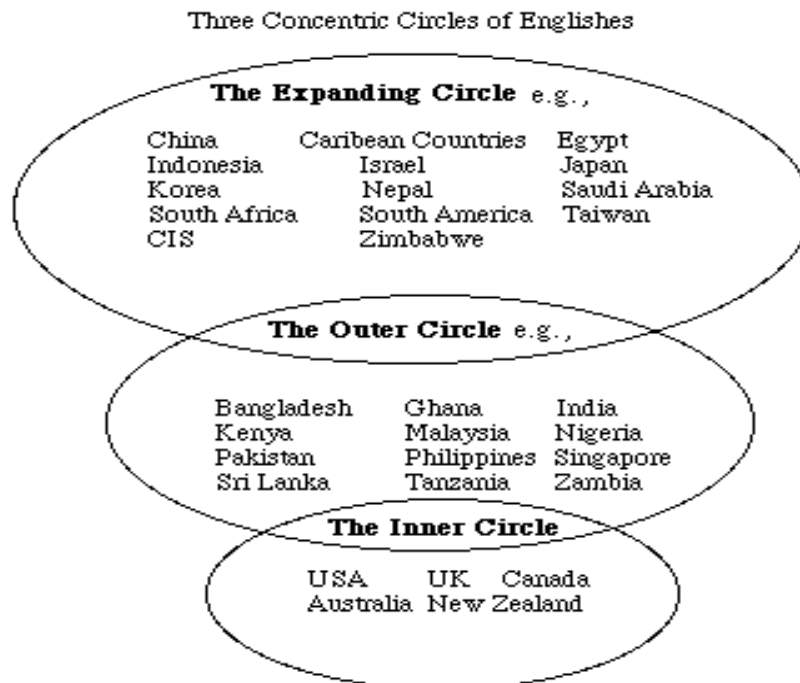 Three Concentric Circles of Englishes
The Expanding Circle e.g.,
China Caribean Countries Egypt
Indonesia Israel Japan
Korea Nepal Saudi Arabia
South Africa South America Taiwan
CIS Zimbabwe
The Outer Circle e.g.,
Bangladesh Ghana India
Kenya Malaysia Nigeria
Pakistan Philippines Singapore
Sri Lanka Tanzania Zambia
The Inner Circle
USA UK Canada
Australia New Zealand